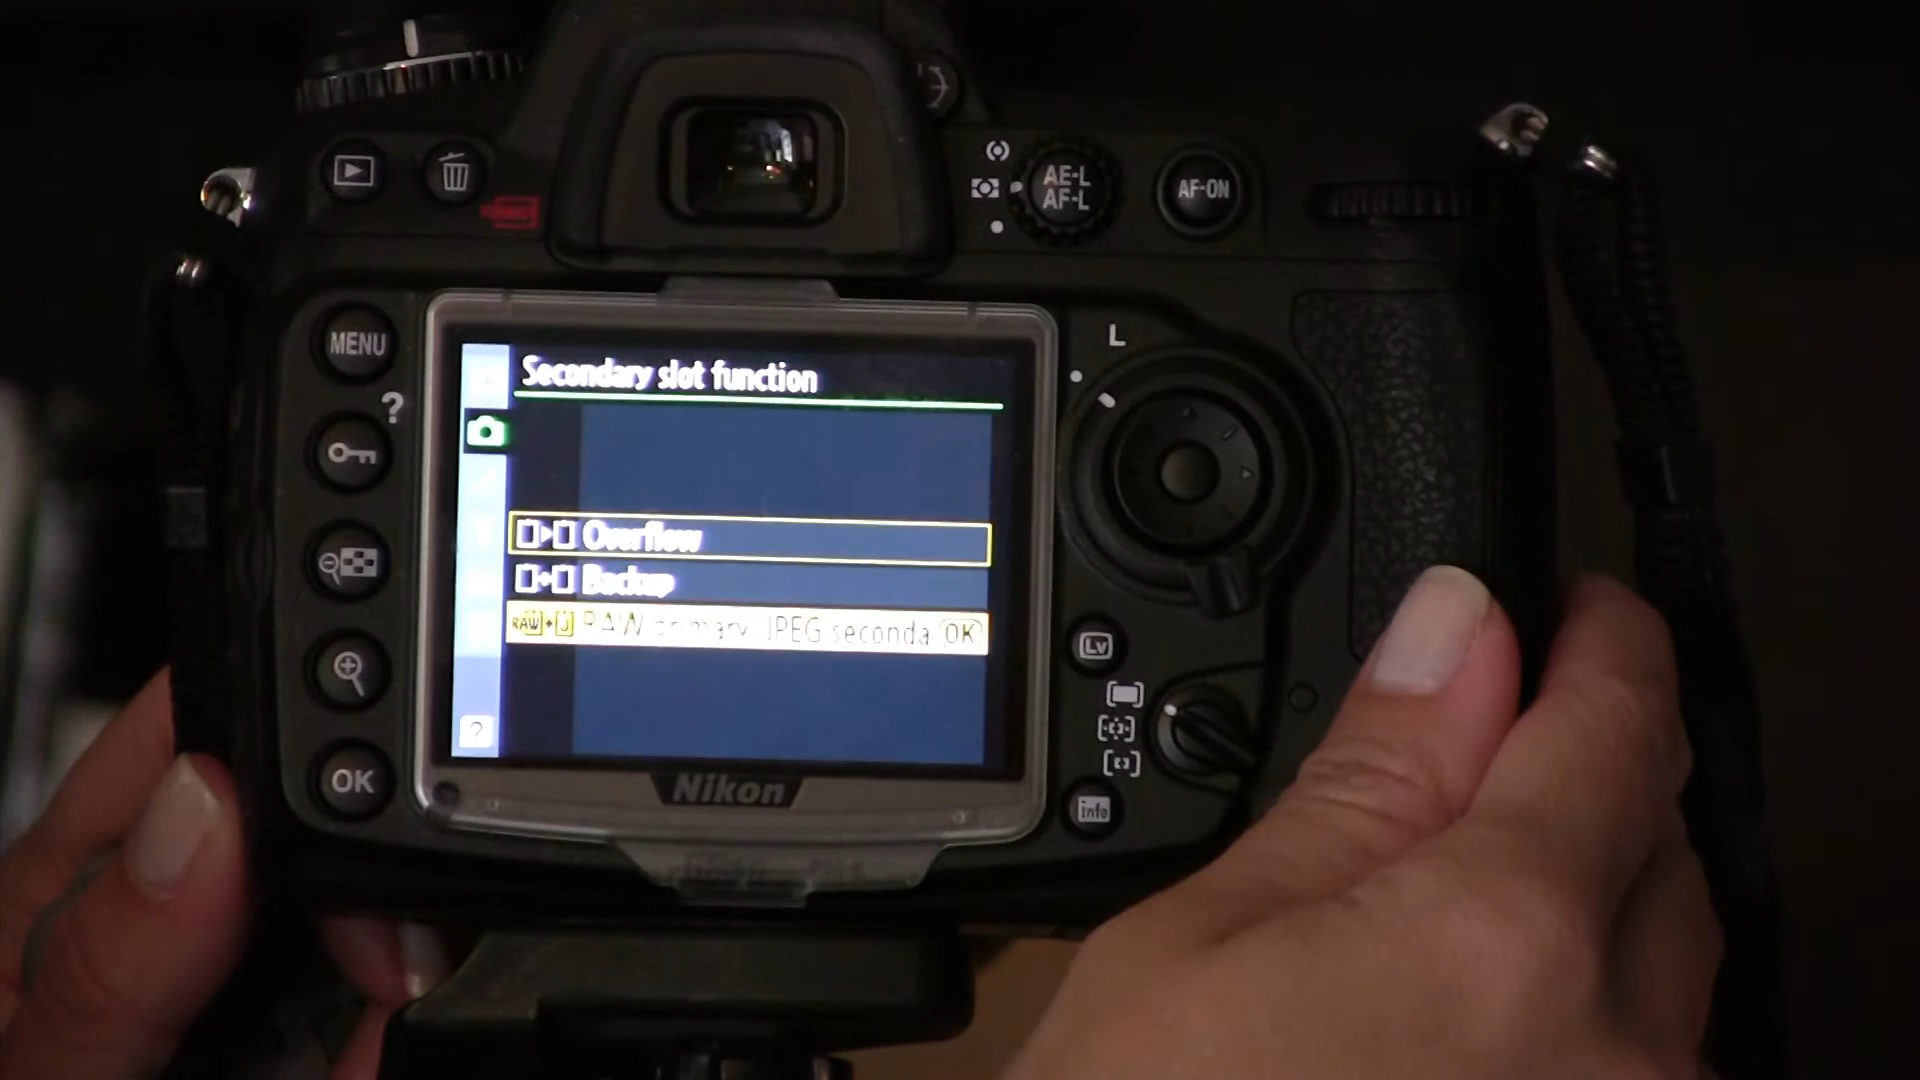 AE-L
AF-L
AF-ON
MENU
L
?
Secondary slot function
Overflow
Backup
RAW RAW primary, JPEG seconda OK
Lv
?
OK
Nikon
info